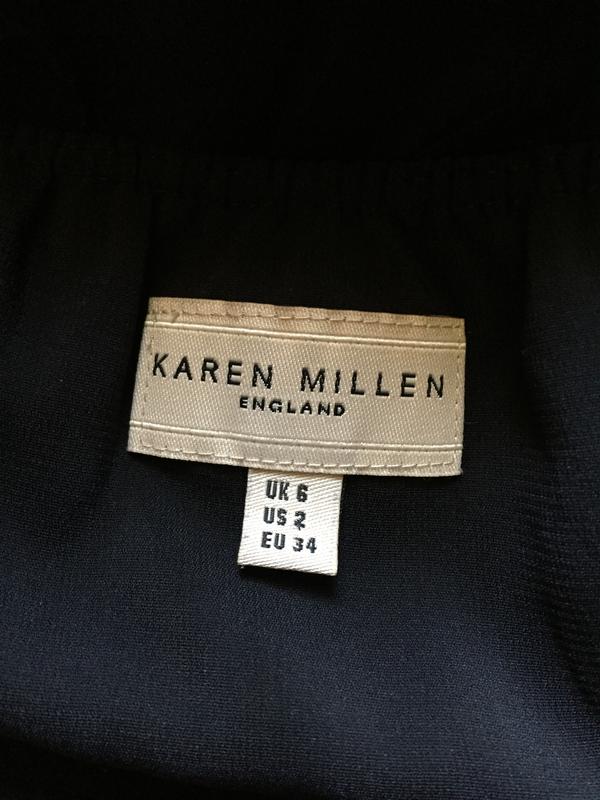 KAREN MILLEN
ENGLAND
UK 6
US 2
EU 34